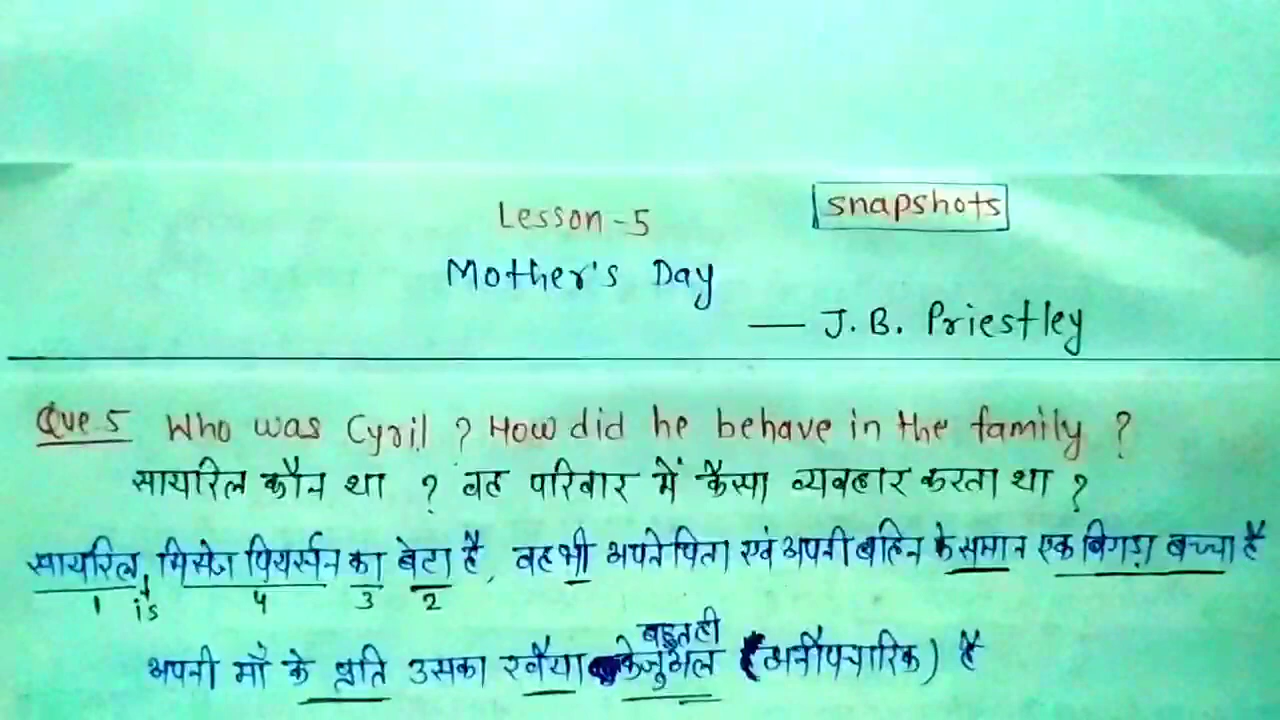 Lesson-5
snapshots
Mother's Day
— J. B. Priestley
Que.5 Who was Cyril ? How did he behave in the family ?
सायरिल कौन था ? वह परिवार में कैसा व्यवहार करता था ?
सायरिल, मिसेज पियर्सन का बेटा है, वह भी अपने पिता एवं अपनी बहिन के समान एक बिगड़ा बच्चा है
1 is 4 3 2
बहुत ही
अपनी माँ के प्रति उसका रवैया केजुअल (अनौपचारिक) है